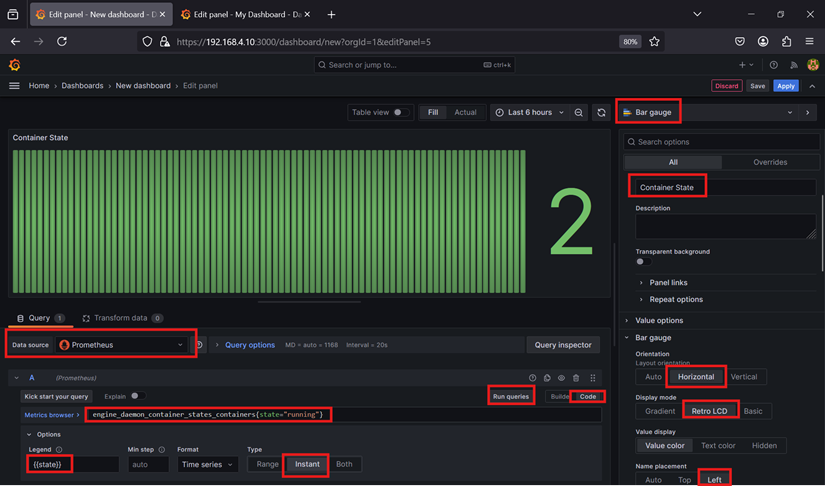 Edit panel - New dashboard - D
Edit panel - My Dashboard - Da
https://192.168.4.10:3000/dashboard/new?orgId=1&editPanel=5
80%
Search or jump to...
ctrl+k
Home › Dashboards › New dashboard › Edit panel
Discard
Save
Apply
Table view
Fill
Actual
Last 6 hours
Bar gauge
Container State
2
Search options
All
Overrides
Container State
Description
Transparent background
Panel links
Repeat options
Value options
Bar gauge
Orientation
Layout orientation
Auto
Horizontal
Vertical
Display mode
Gradient
Retro LCD
Basic
Value display
Value color
Text color
Hidden
Name placement
Auto
Top
Left
Query 1
Transform data 0
Data source
Prometheus
Query options
MD = auto = 1168
Interval = 20s
Query inspector
A
(Prometheus)
Kick start your query
Explain
Run queries
Builde
Code
Metrics browser >
engine_daemon_container_states_containers{state="running"}
Options
Legend
Min step
Format
Type
{{state}}
auto
Time series
Range
Instant
Both